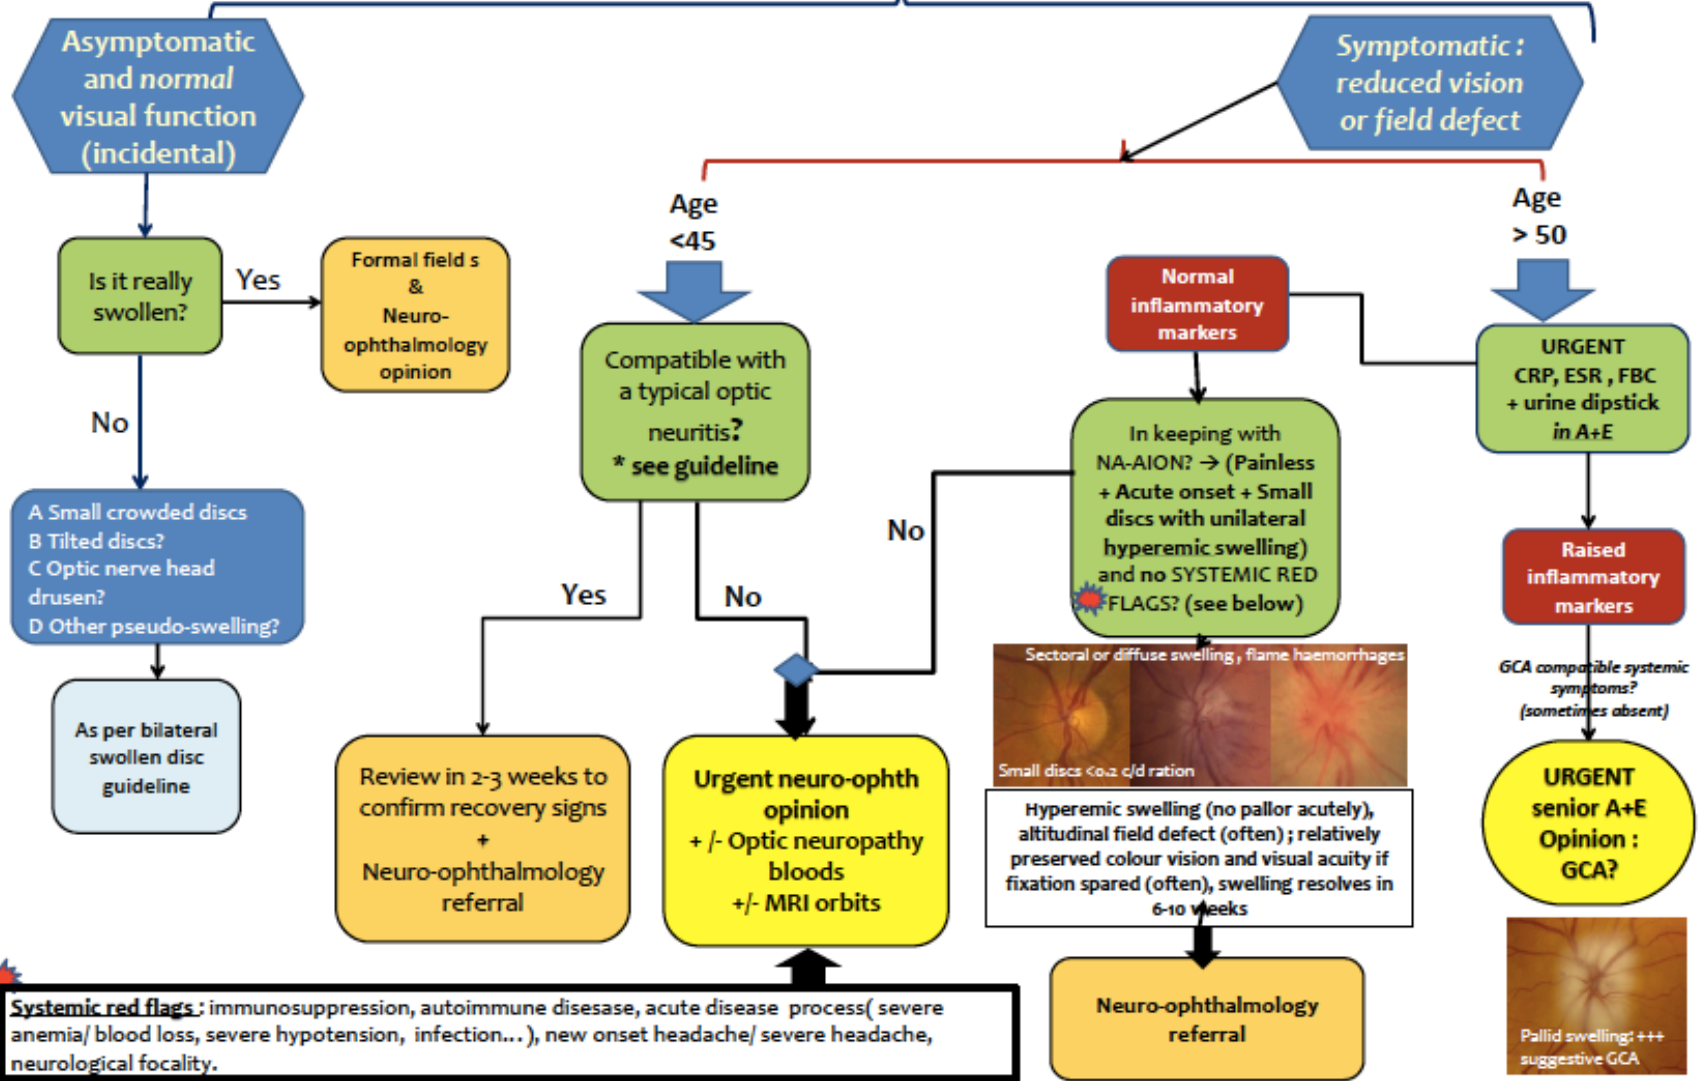 Asymptomatic
and normal
visual function
(incidental)
Symptomatic :
reduced vision
or field defect
Age
<45
Age
> 50
Is it really
swollen?
Yes
Formal field s
&
Neuro-
ophthalmology
opinion
No
A Small crowded discs
B Tilted discs?
C Optic nerve head
drusen?
D Other pseudo-swelling?
As per bilateral
swollen disc
guideline
Compatible with
a typical optic
neuritis?
* see guideline
Yes
No
Review in 2-3 weeks to
confirm recovery signs
+
Neuro-ophthalmology
referral
Urgent neuro-ophth
opinion
+ /- Optic neuropathy
bloods
+/- MRI orbits
Normal
inflammatory
markers
In keeping with
NA-AION? → (Painless
+ Acute onset + Small
discs with unilateral
hyperemic swelling)
and no SYSTEMIC RED
FLAGS? (see below)
No
Sectoral or diffuse swelling , flame haemorrhages
Small discs <0.2 c/d ration
Hyperemic swelling (no pallor acutely),
altitudinal field defect (often) ; relatively
preserved colour vision and visual acuity if
fixation spared (often), swelling resolves in
6-10 weeks
Neuro-ophthalmology
referral
URGENT
CRP, ESR , FBC
+ urine dipstick
in A+E
Raised
inflammatory
markers
GCA compatible systemic
symptoms?
(sometimes absent)
URGENT
senior A+E
Opinion :
GCA?
Pallid swelling: +++
suggestive GCA
Systemic red flags : immunosuppression, autoimmune disesase, acute disease process( severe
anemia/ blood loss, severe hypotension, infection... ), new onset headache/ severe headache,
neurological focality.